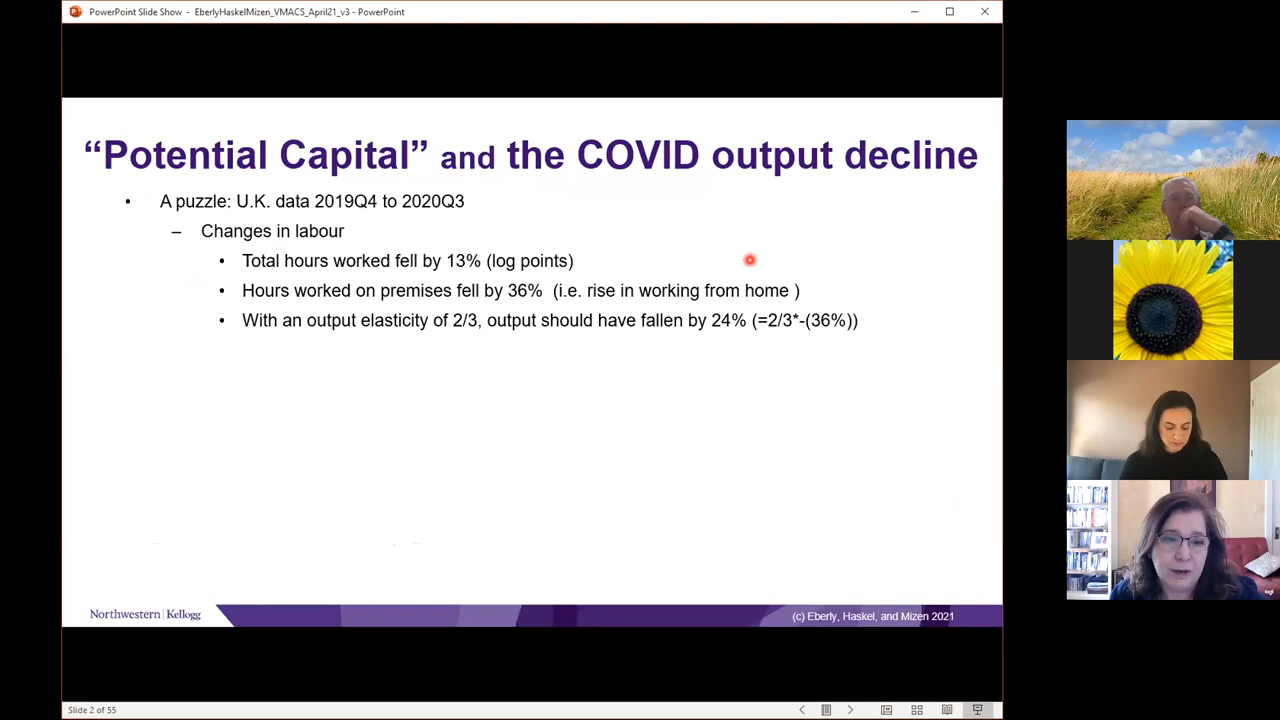 PowerPoint Slide Show - EberlyHaskelMizen_VMACS_April21_v3 - PowerPoint
“Potential Capital” and the COVID output decline
• A puzzle: U.K. data 2019Q4 to 2020Q3
– Changes in labour
• Total hours worked fell by 13% (log points)
• Hours worked on premises fell by 36% (i.e. rise in working from home )
• With an output elasticity of 2/3, output should have fallen by 24% (=2/3*-(36%))
Northwestern | Kellogg
(c) Eberly, Haskel, and Mizen 2021
Slide 2 of 55